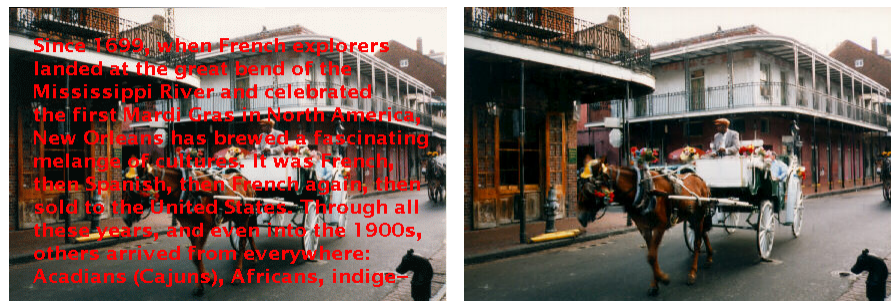 Since 1699, when French explorers
landed at the great bend of the
Mississippi River and celebrated
the first Mardi Gras in North America,
New Orleans has brewed a fascinating
melange of cultures. It was French,
then Spanish, then French again, then
sold to the United States. Through all
these years, and even into the 1900s,
others arrived from everywhere:
Acadians (Cajuns), Africans, indige-